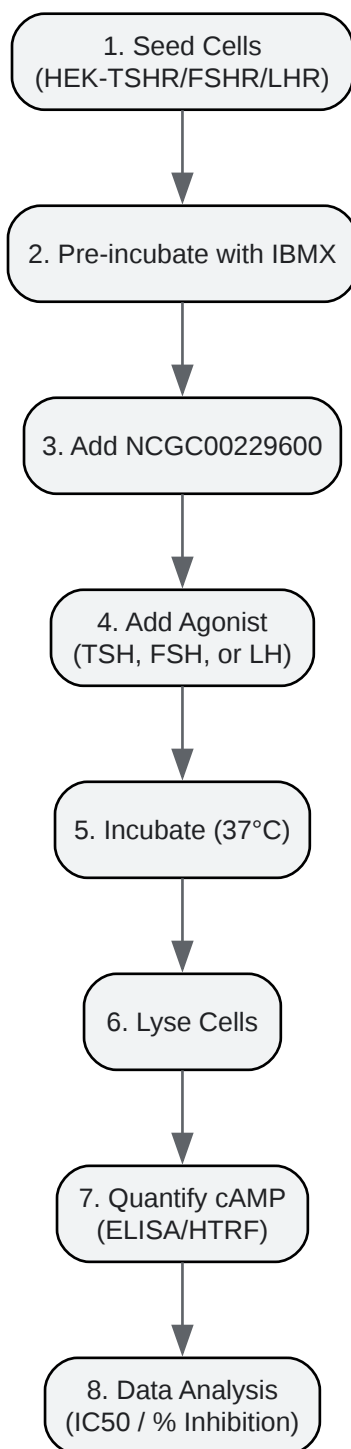 1. Seed Cells
(HEK-TSHR/FSHR/LHR)
2. Pre-incubate with IBMX
3. Add NCGC00229600
4. Add Agonist
(TSH, FSH, or LH)
5. Incubate (37°C)
6. Lyse Cells
7. Quantify cAMP
(ELISA/HTRF)
8. Data Analysis
(IC50 / % Inhibition)